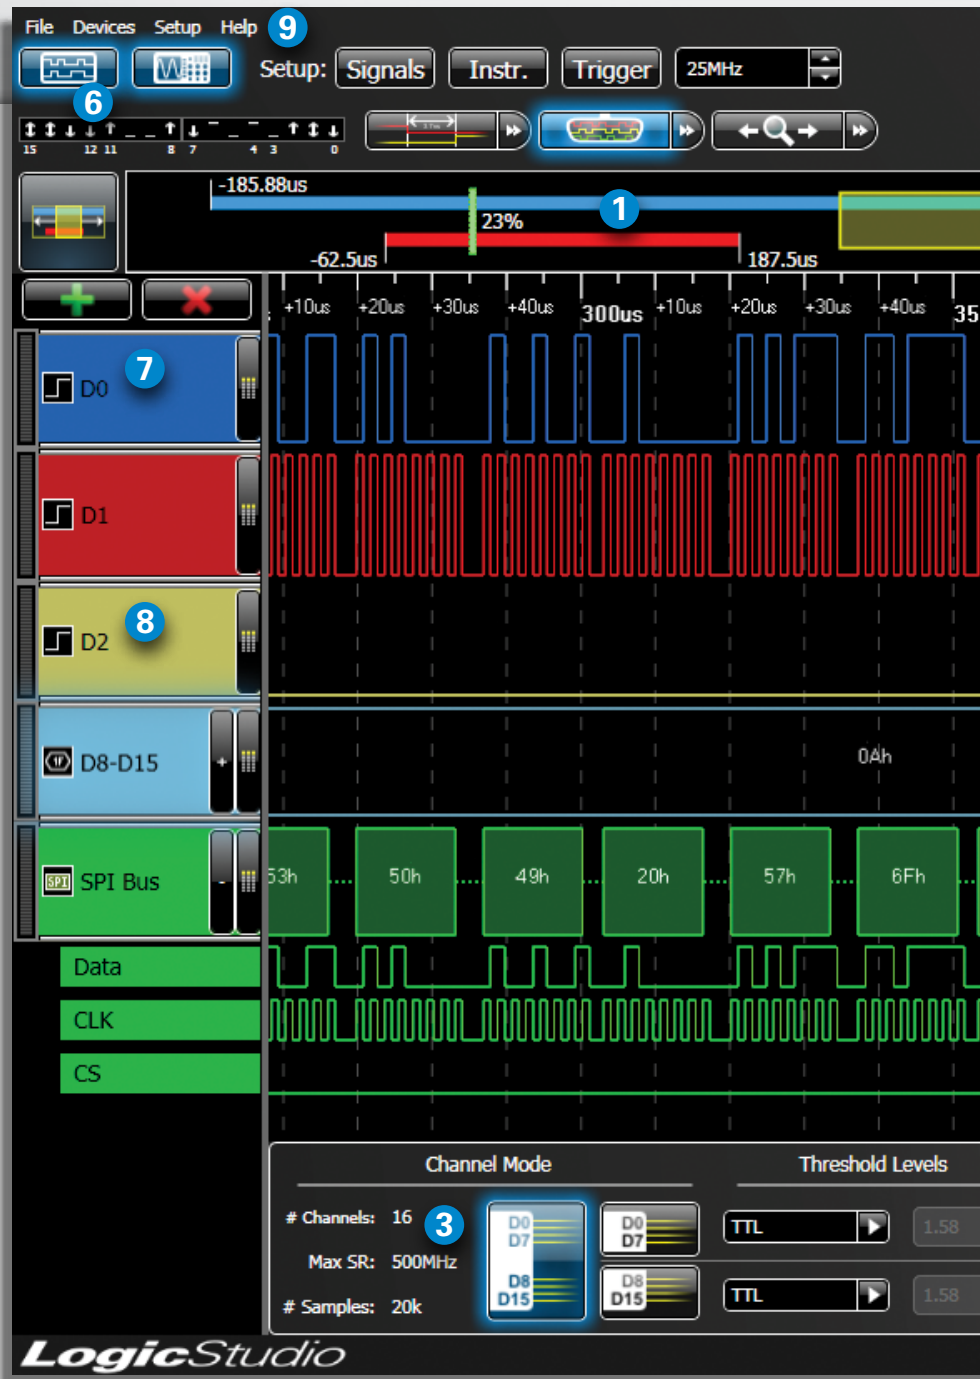 File Devices Setup Help 9
Setup: Signals Instr. Trigger 25MHz
6
15 12 11 8 7 4 3 0
-185.88us
1
23%
-62.5us 187.5us
+10us +20us +30us +40us 300us +10us +20us +30us +40us 35
7
D0
D1
8
D2
D8-D15 + 0Ah
SPI SPI Bus - 53h 50h 49h 20h 57h 6Fh
Data
CLK
CS
Channel Mode Threshold Levels
# Channels: 16 3 D0 D7 D8 D15 D0 D7 TTL 1.58
Max SR: 500MHz
# Samples: 20k D8 D15 TTL 1.58
LogicStudio